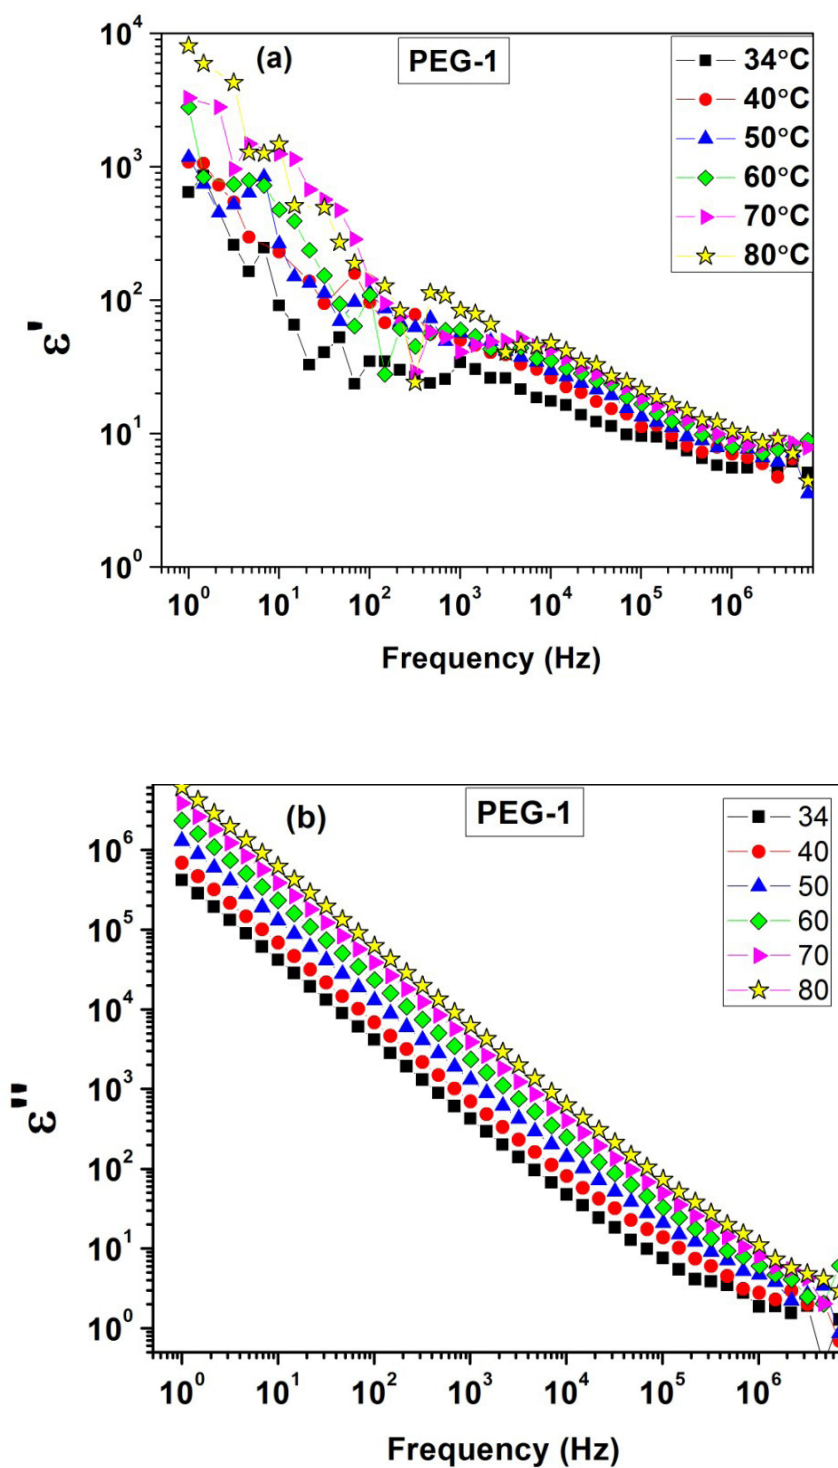 (a)
PEG-1
34°C
40°C
50°C
60°C
70°C
80°C
10⁴
10³
10²
10¹
10⁰
ε'
10⁰ 10¹ 10² 10³ 10⁴ 10⁵ 10⁶
Frequency (Hz)
(b)
PEG-1
34
40
50
60
70
80
10⁶
10⁵
10⁴
10³
10²
10¹
10⁰
ε''
10⁰ 10¹ 10² 10³ 10⁴ 10⁵ 10⁶
Frequency (Hz)